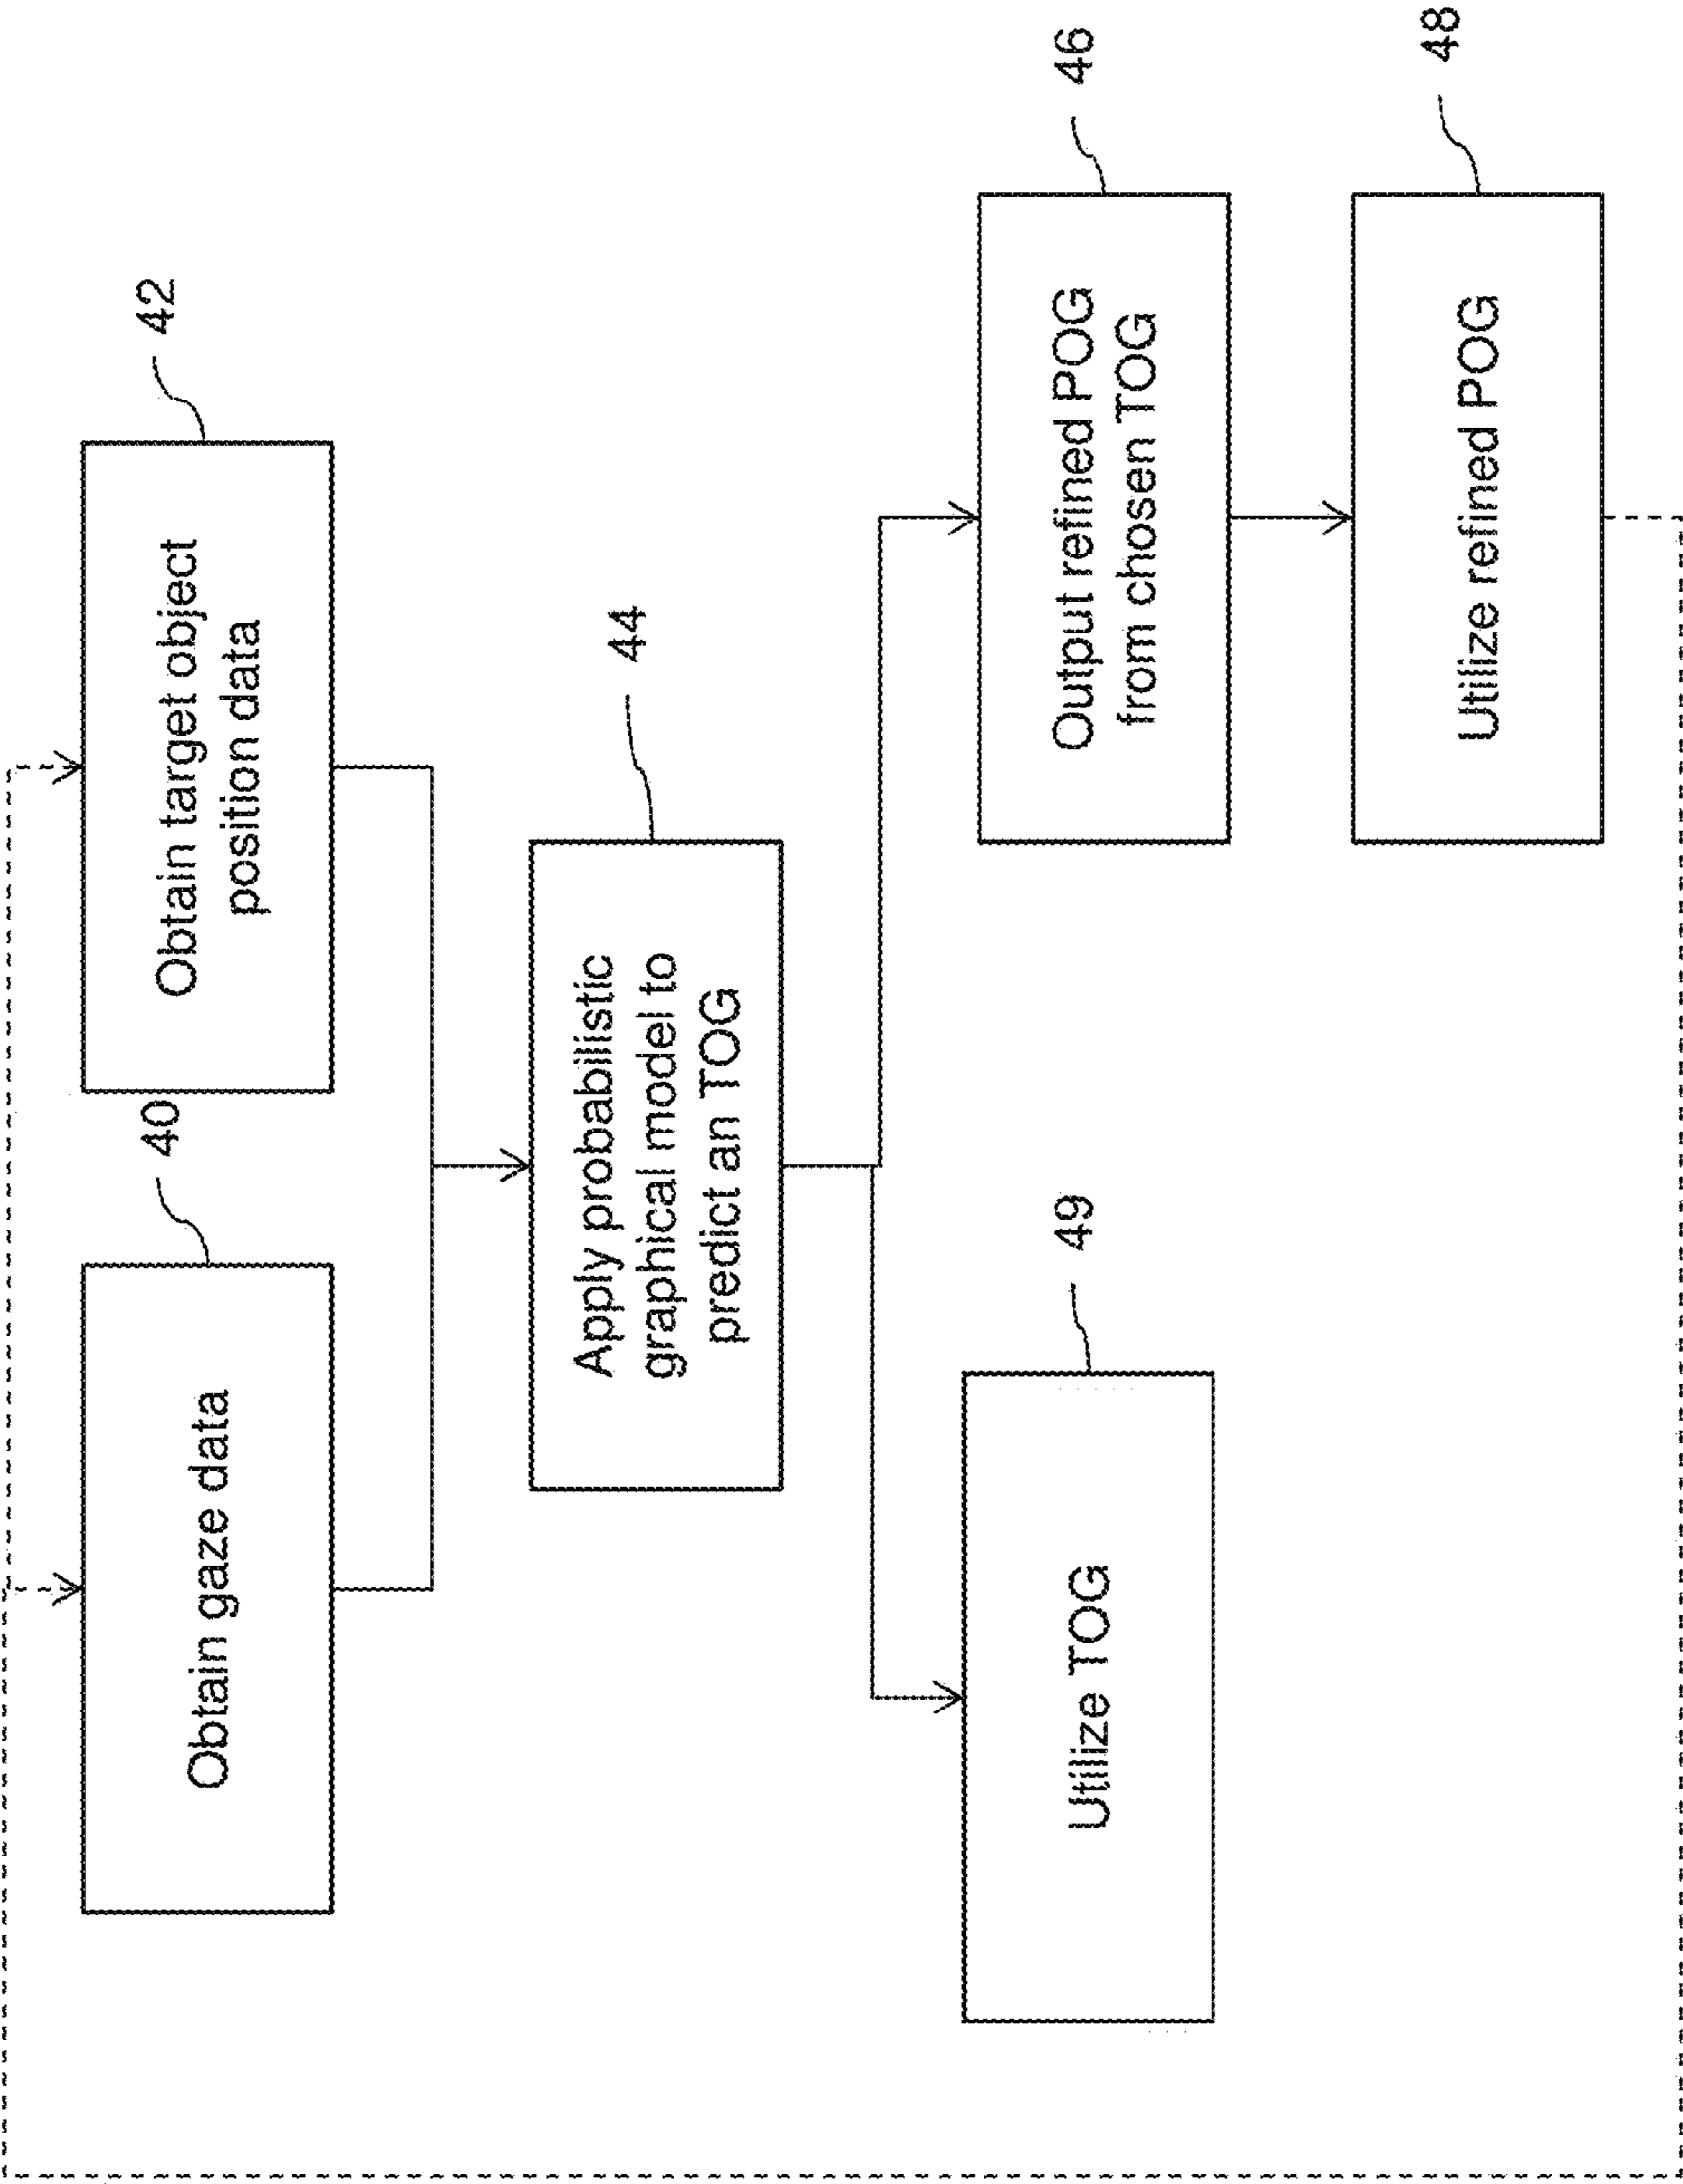 40
Obtain gaze data
42
Obtain target object
position data
44
Apply probabilistic
graphical model to
predict an TOG
49
Utilize TOG
46
Output refined POG
from chosen TOG
48
Utilize refined POG